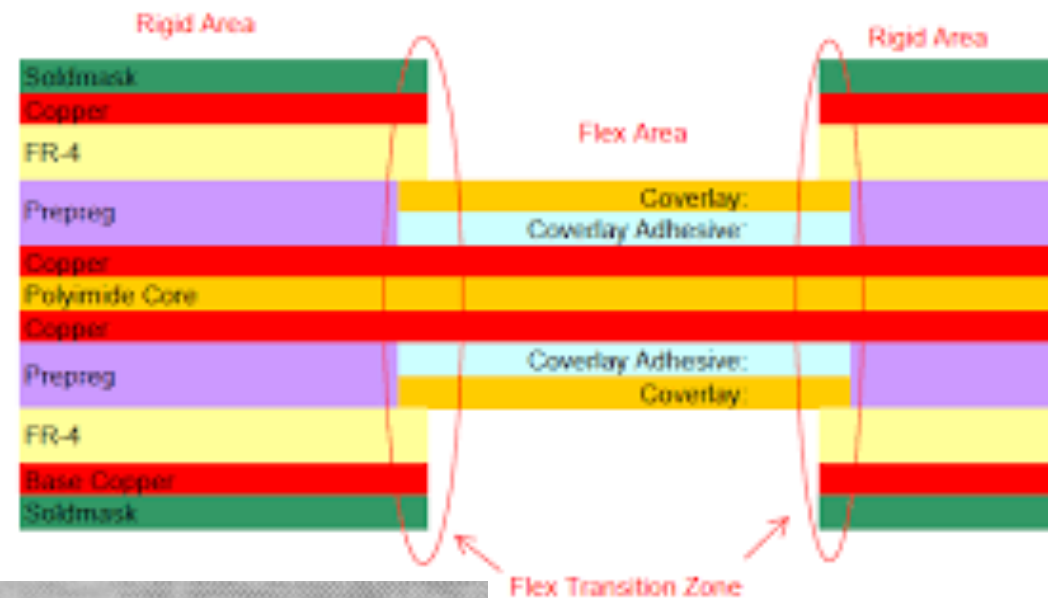 Rigid Area
Rigid Area
Soldmask
Copper
Flex Area
FR-4
Coverlay:
Prepreg
Coverlay Adhesive:
Copper
Polyimide Core
Copper
Coverlay Adhesive:
Prepreg
Coverlay:
FR-4
Base Copper
Soldmask
Flex Transition Zone